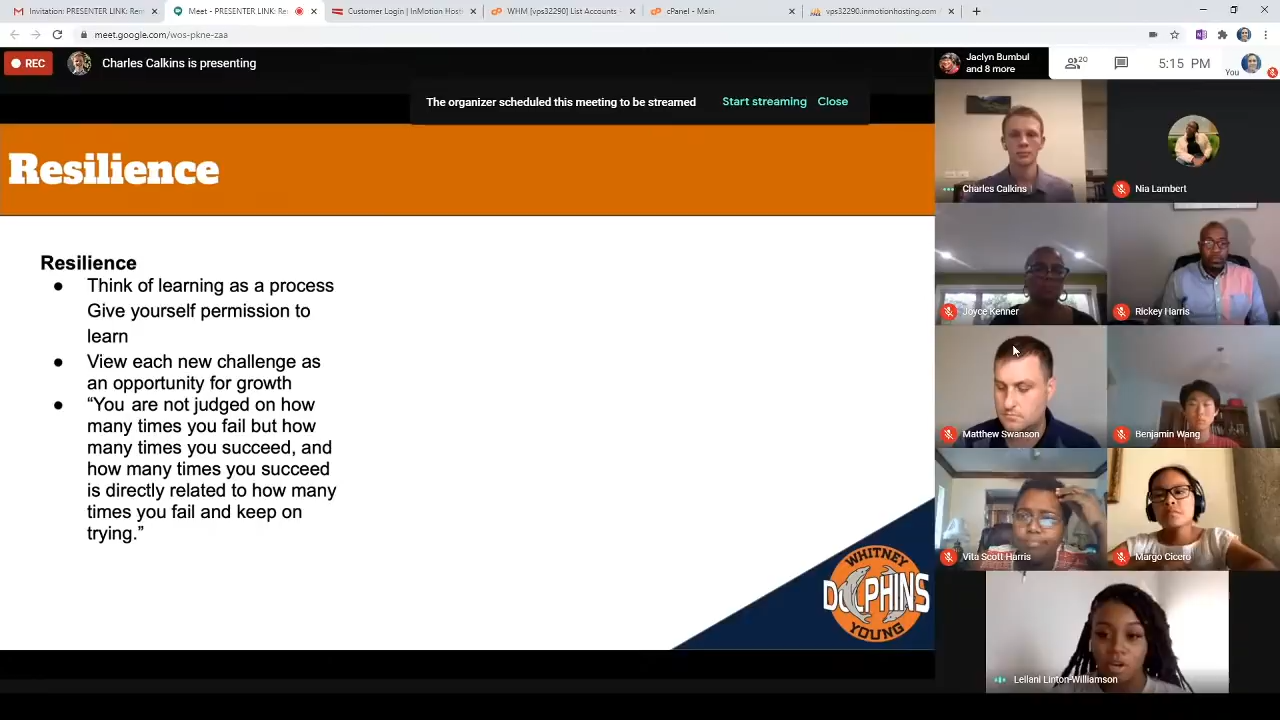 Invitation: PRESENTER LINK: Rem
Meet - PRESENTER LINK: Re
Customer Login | InMotion Host
WHM [vps32290] List Accounts -
cPanel - Main
vps32290.inmotionhosting.com
meet.google.com/wos-pkne-zaa
REC
Charles Calkins is presenting
Jaclyn Bumbul
and 8 more
20
5:15 PM
You
The organizer scheduled this meeting to be streamed
Start streaming
Close
Resilience
Resilience
● Think of learning as a process
Give yourself permission to
learn
● View each new challenge as
an opportunity for growth
● “You are not judged on how
many times you fail but how
many times you succeed, and
how many times you succeed
is directly related to how many
times you fail and keep on
trying.”
WHITNEY
DOLPHINS
YOUNG
Charles Calkins
Nia Lambert
Joyce Kenner
Rickey Harris
Matthew Swanson
Benjamin Wang
Vita Scott Harris
Margo Cicero
Leilani Linton-Williamson